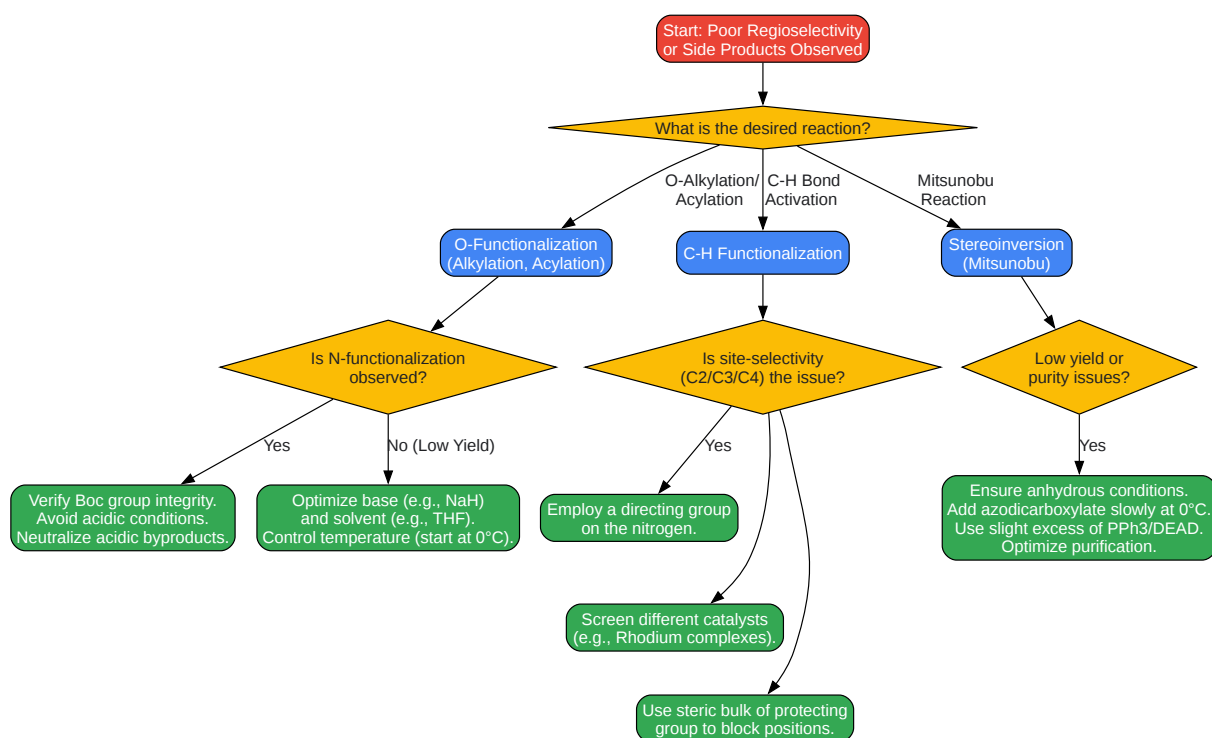 Start: Poor Regioselectivity
or Side Products Observed
What is the desired reaction?
O-Alkylation/
Acylation
C-H Bond
Activation
Mitsunobu
Reaction
O-Functionalization
(Alkylation, Acylation)
C-H Functionalization
Stereoinversion
(Mitsunobu)
Is N-functionalization
observed?
Is site-selectivity
(C2/C3/C4) the issue?
Low yield or
purity issues?
Yes
No (Low Yield)
Yes
Yes
Verify Boc group integrity.
Avoid acidic conditions.
Neutralize acidic byproducts.
Optimize base (e.g., NaH)
and solvent (e.g., THF).
Control temperature (start at 0°C).
Employ a directing group
on the nitrogen.
Ensure anhydrous conditions.
Add azodicarboxylate slowly at 0°C.
Use slight excess of PPh3/DEAD.
Optimize purification.
Screen different catalysts
(e.g., Rhodium complexes).
Use steric bulk of protecting
group to block positions.